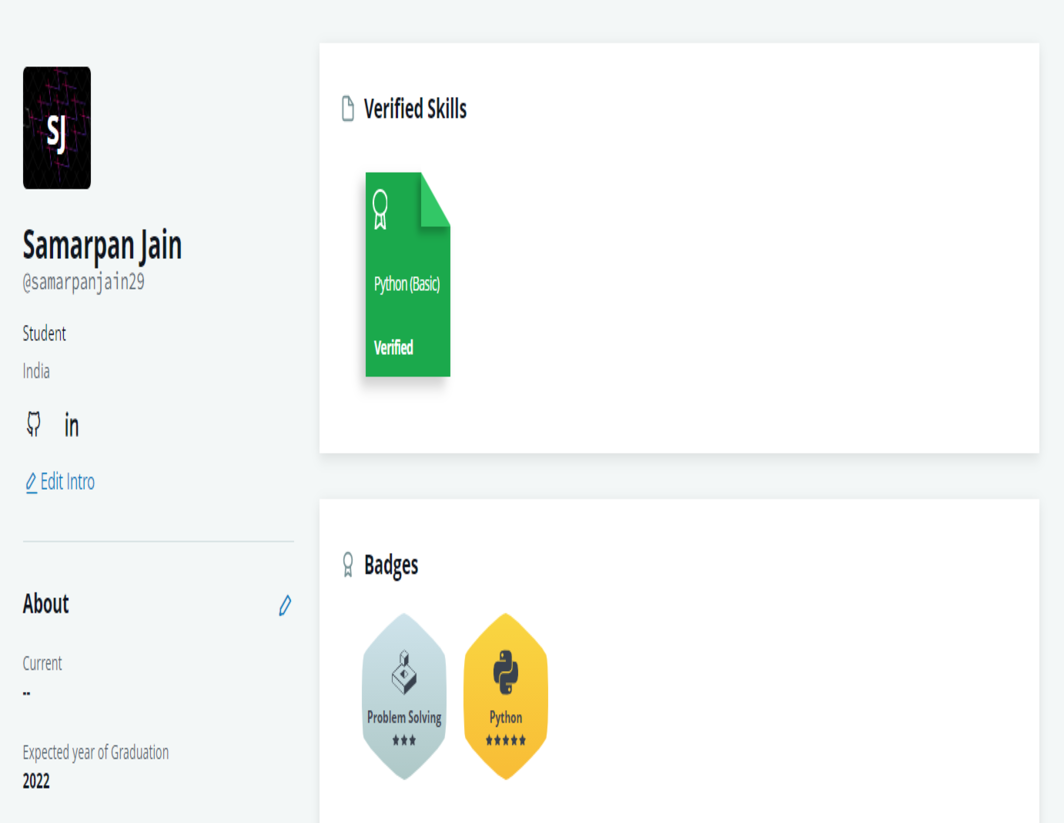 SJ
Samarpan Jain
@samarpanjain29
Student
India
in
Edit Intro
About
Current
--
Expected year of Graduation
2022
Verified Skills
Python (Basic)
Verified
Badges
Problem Solving
Python